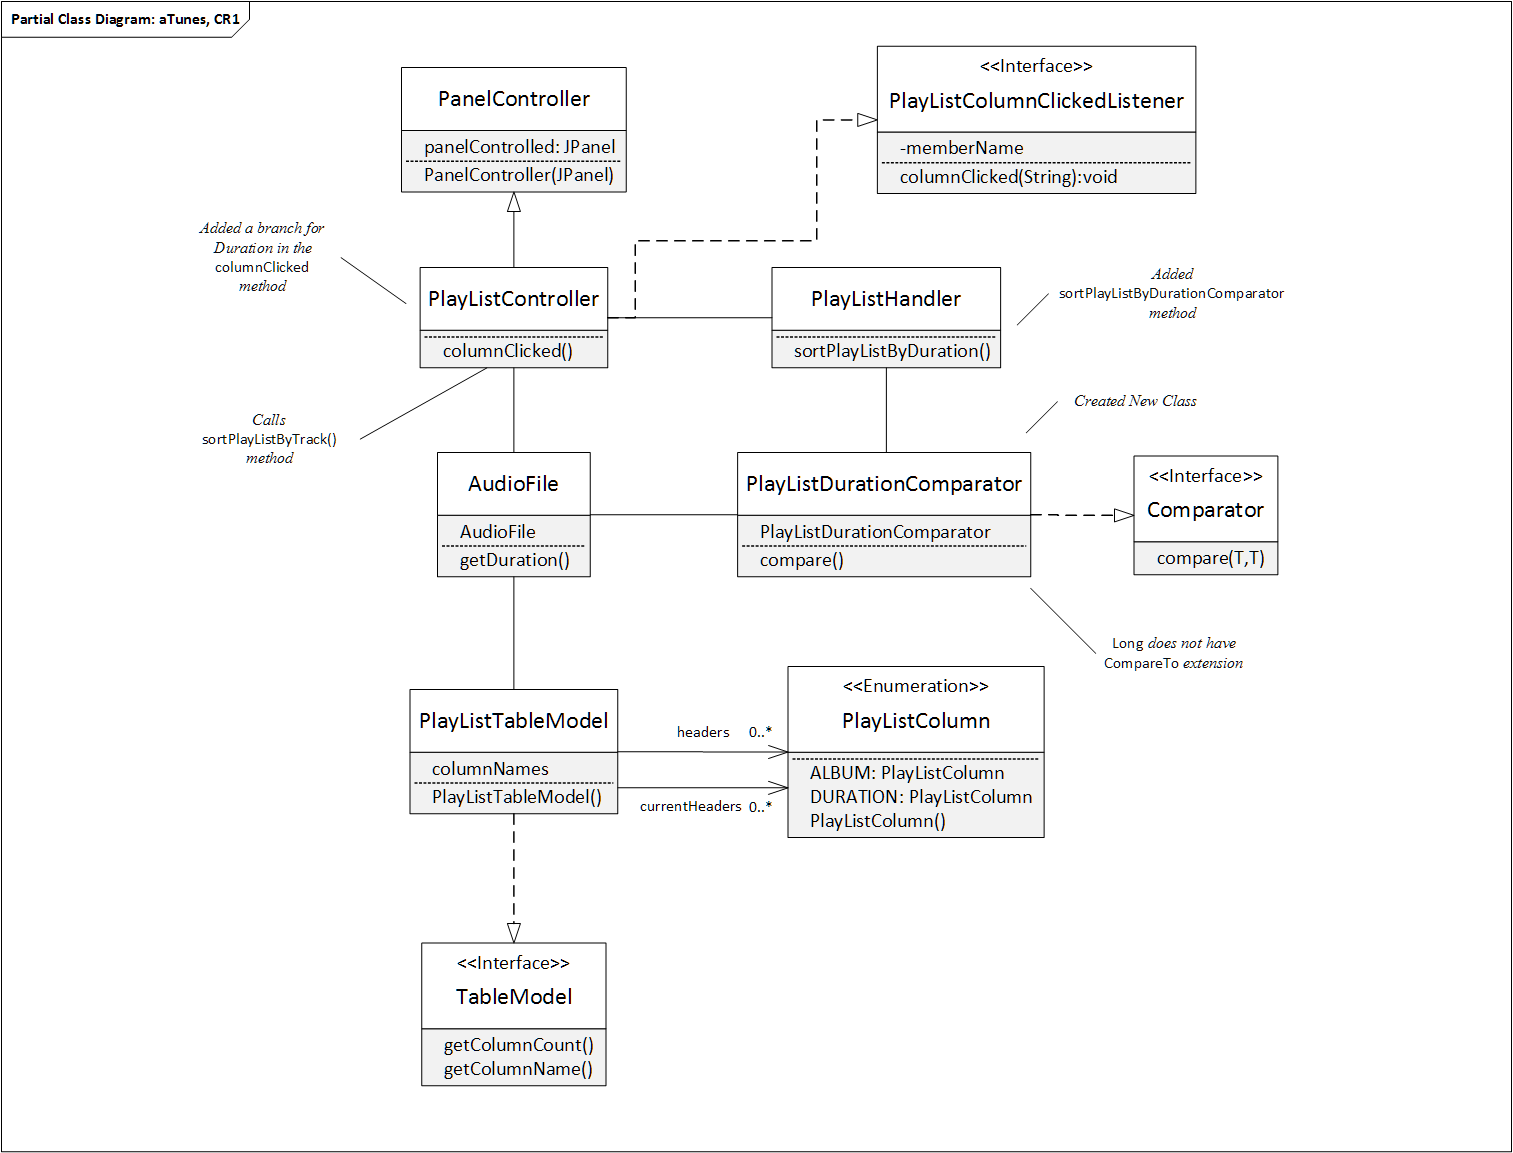 Partial Class Diagram: aTunes, CR1
<<Interface>>
PlayListColumnClickedListener
-memberName
columnClicked(String):void
PanelController
panelControlled: JPanel
PanelController(JPanel)
Added a branch for
Duration in the
columnClicked
method
PlayListController
columnClicked()
PlayListHandler
sortPlayListByDuration()
Added
sortPlayListByDurationComparator
method
Calls
sortPlayListByTrack()
method
Created New Class
AudioFile
AudioFile
getDuration()
PlayListDurationComparator
PlayListDurationComparator
compare()
<<Interface>>
Comparator
compare(T,T)
Long does not have
CompareTo extension
PlayListTableModel
columnNames
PlayListTableModel()
headers 0..*
currentHeaders 0..*
<<Enumeration>>
PlayListColumn
ALBUM: PlayListColumn
DURATION: PlayListColumn
PlayListColumn()
<<Interface>>
TableModel
getColumnCount()
getColumnName()